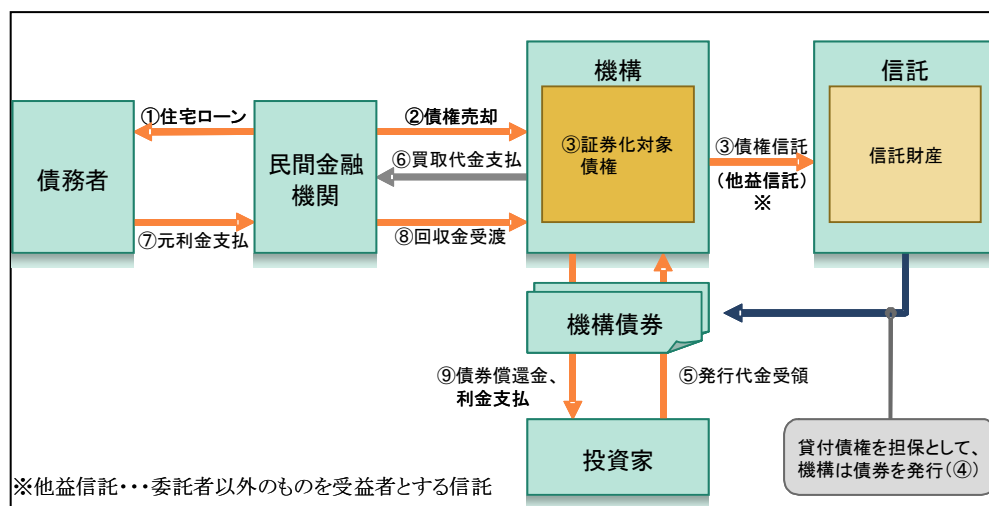 機構
信託
①住宅ローン
②債権売却
債務者
民間金融
機関
⑥買取代金支払
③証券化対象
債権
③債権信託
(他益信託)
※
信託財産
⑦元利金支払
⑧回収金受渡
機構債券
⑨債券償還金、
利金支払
⑤発行代金受領
投資家
貸付債権を担保として、
機構は債券を発行(④)
※他益信託・・・委託者以外のものを受益者とする信託